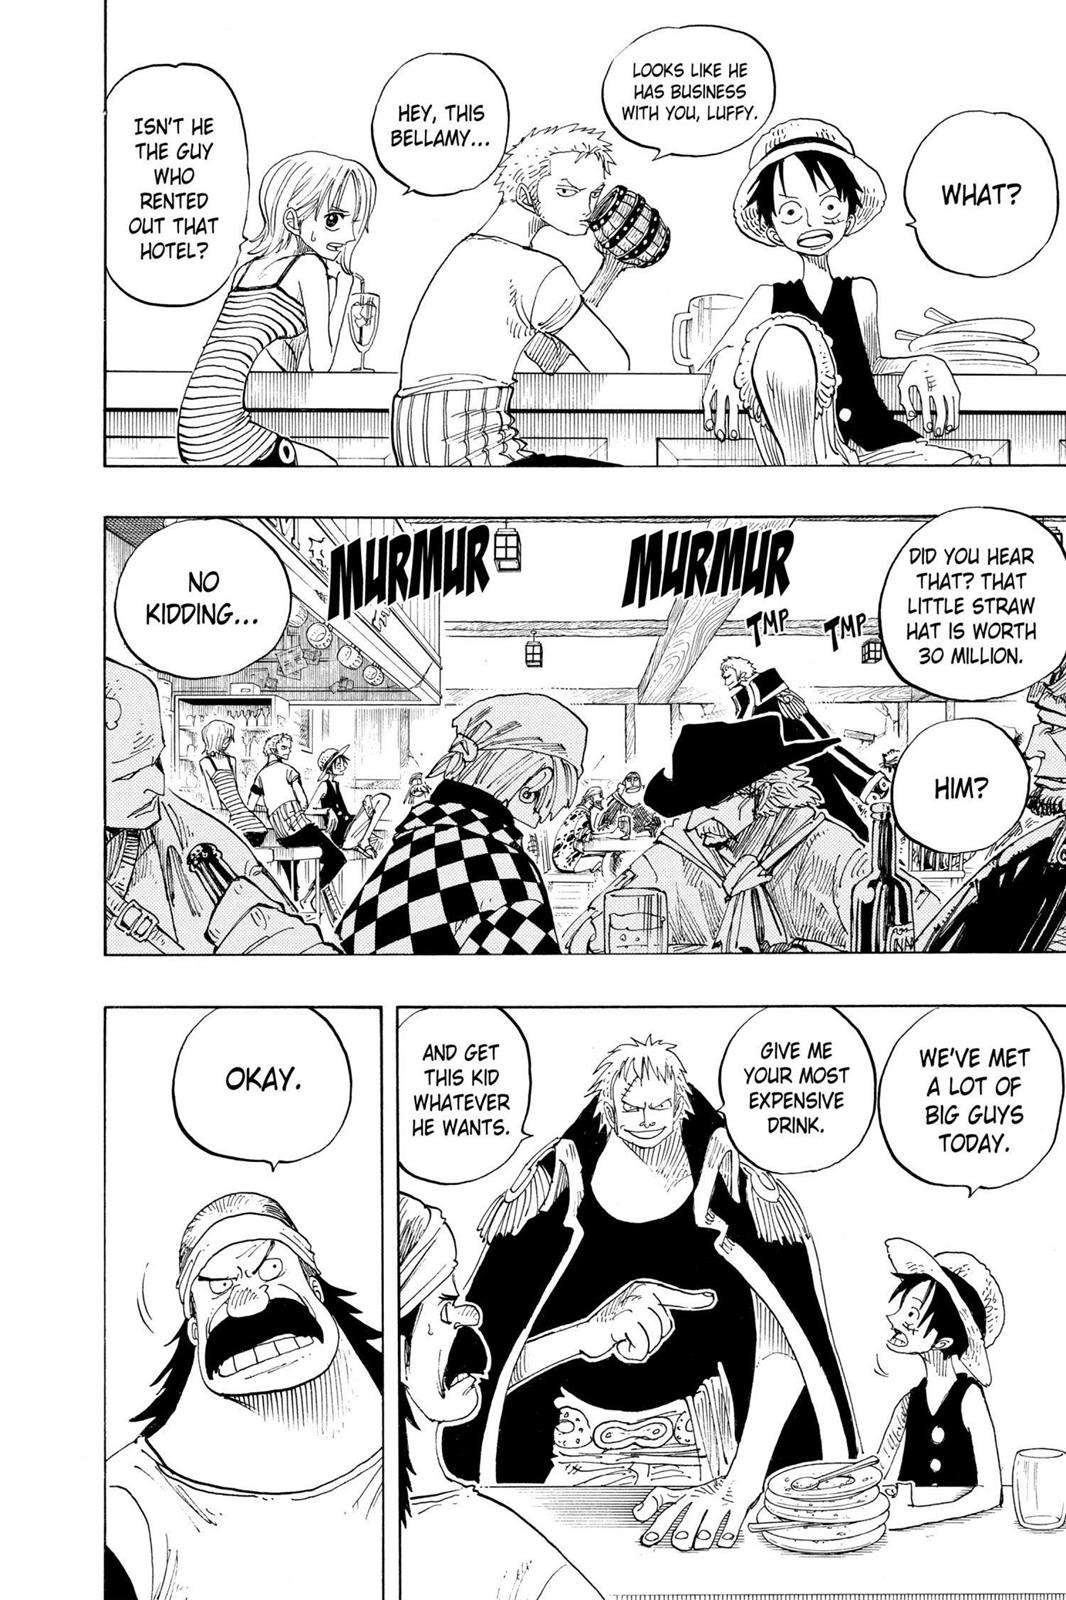 WHAT?
LOOKS LIKE HE
HAS BUSINESS
WITH YOU, LUFFY.
HEY, THIS
BELLAMY...
ISN'T HE
THE GUY
WHO
RENTED
OUT THAT
HOTEL?
DID YOU HEAR
THAT? THAT
LITTLE STRAW
HAT IS WORTH
30 MILLION.
HIM?
TMP
TMP
MURMUR
MURMUR
NO
KIDDING...
WE'VE MET
A LOT OF
BIG GUYS
TODAY.
GIVE ME
YOUR MOST
EXPENSIVE
DRINK.
AND GET
THIS KID
WHATEVER
HE WANTS.
OKAY.